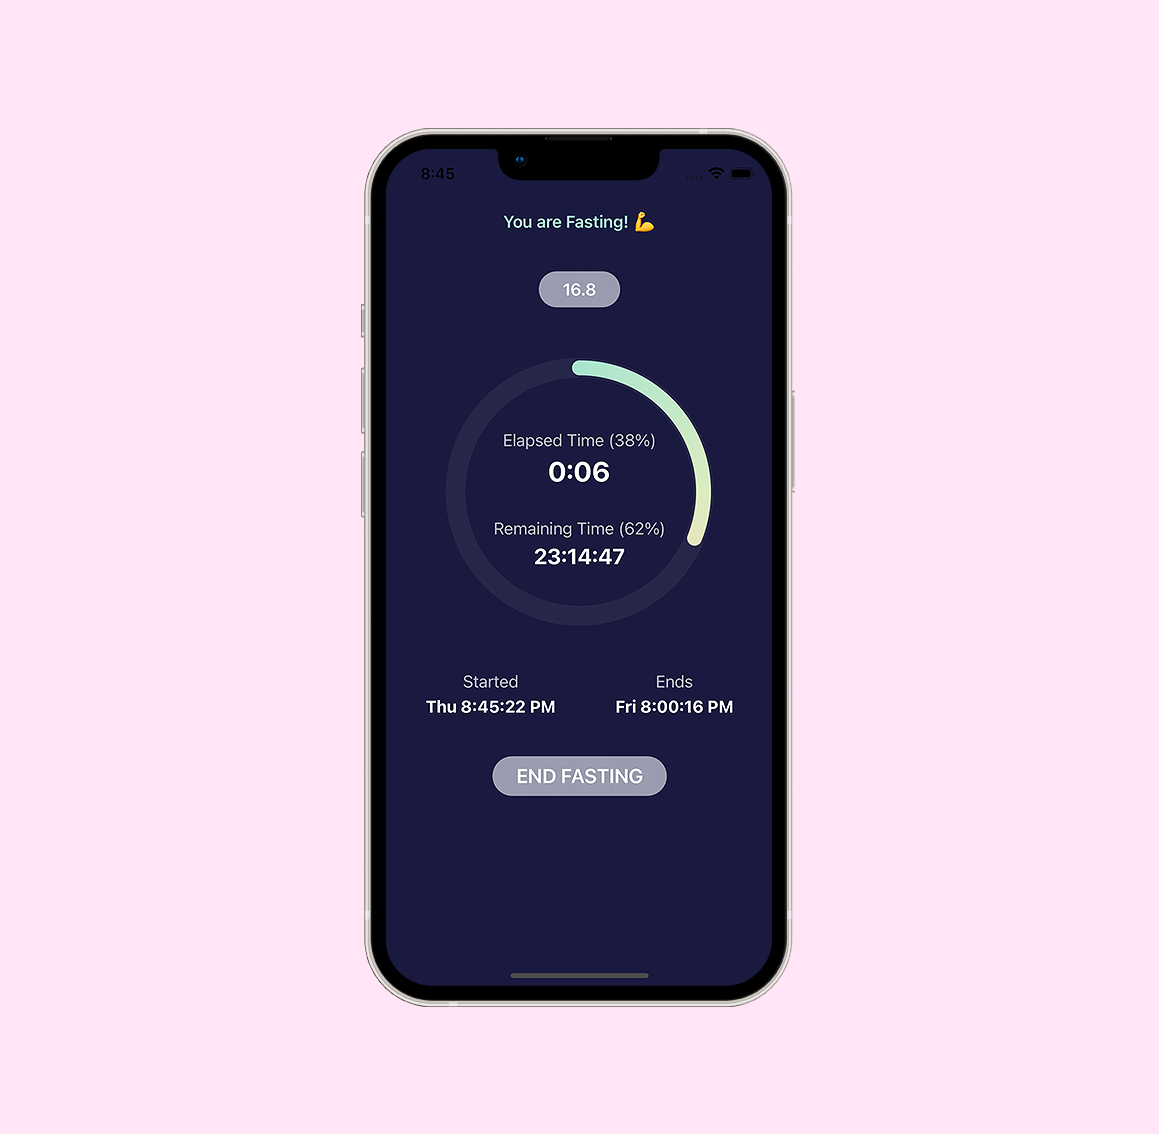 8:45
You are Fasting! 💪
16.8
Elapsed Time (38%)
0:06
Remaining Time (62%)
23:14:47
Started Ends
Thu 8:45:22 PM Fri 8:00:16 PM
END FASTING